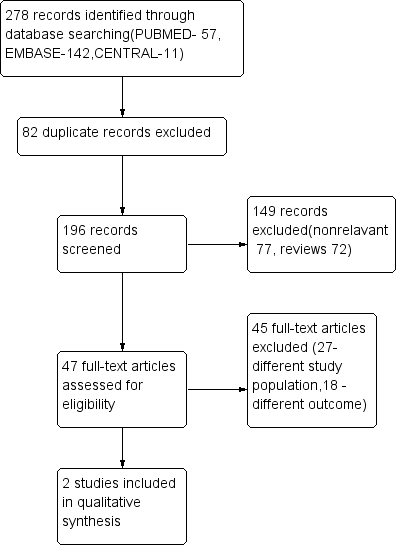 278 records identified through
database searching(PUBMED- 57,
EMBASE-142,CENTRAL-11)
82 duplicate records excluded
196 records
screened
149 records
excluded(nonrelavant
77, reviews 72)
47 full-text articles
assessed for
eligibility
45 full-text articles
excluded (27-
different study
population,18 -
different outcome)
2 studies included
in qualitative
synthesis